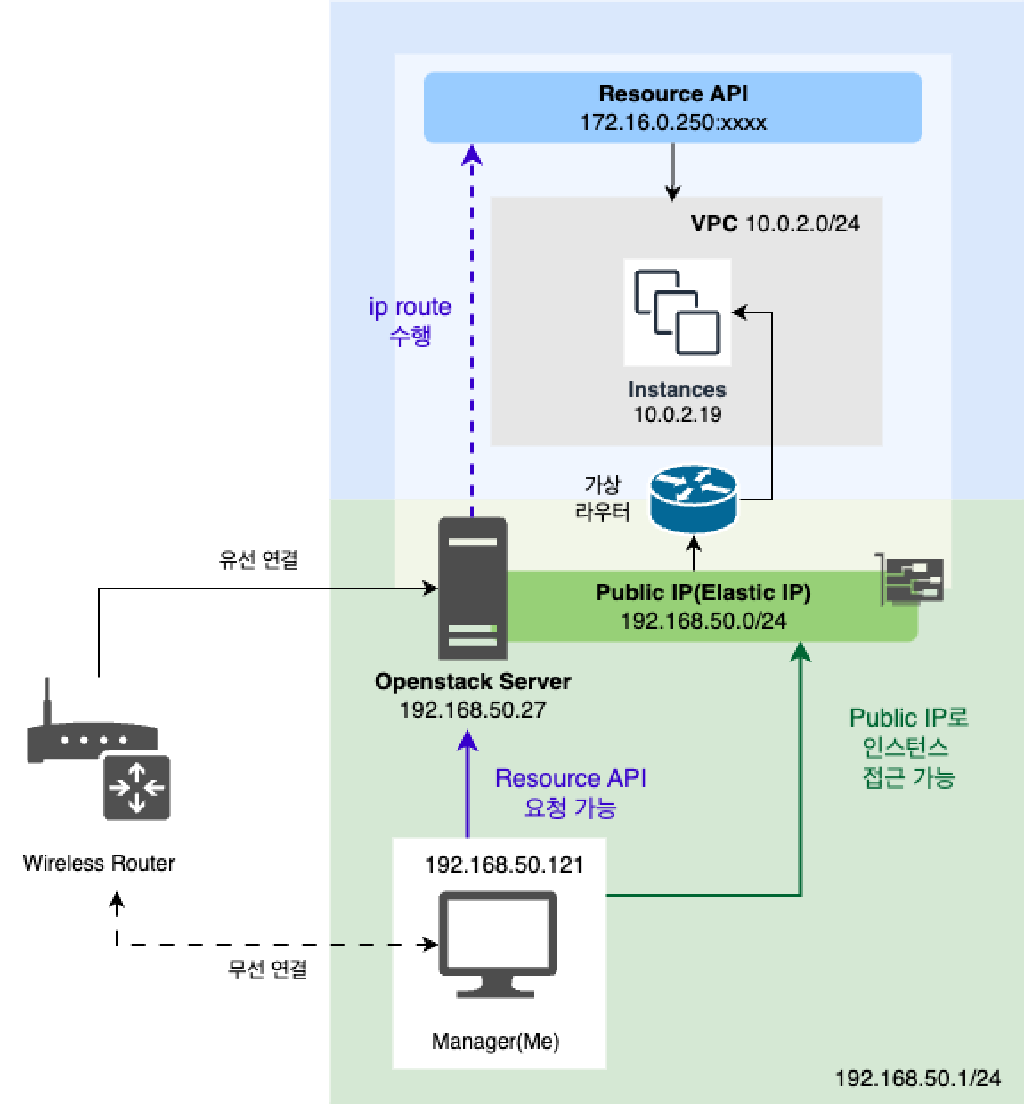 Resource API
172.16.0.250:xxxx
VPC 10.0.2.0/24
ip route
수행
Instances
10.0.2.19
가상
라우터
유선 연결
Public IP(Elastic IP)
192.168.50.0/24
Openstack Server
192.168.50.27
Public IP로
인스턴스
접근 가능
Resource API
요청 가능
Wireless Router
192.168.50.121
무선 연결
Manager(Me)
192.168.50.1/24